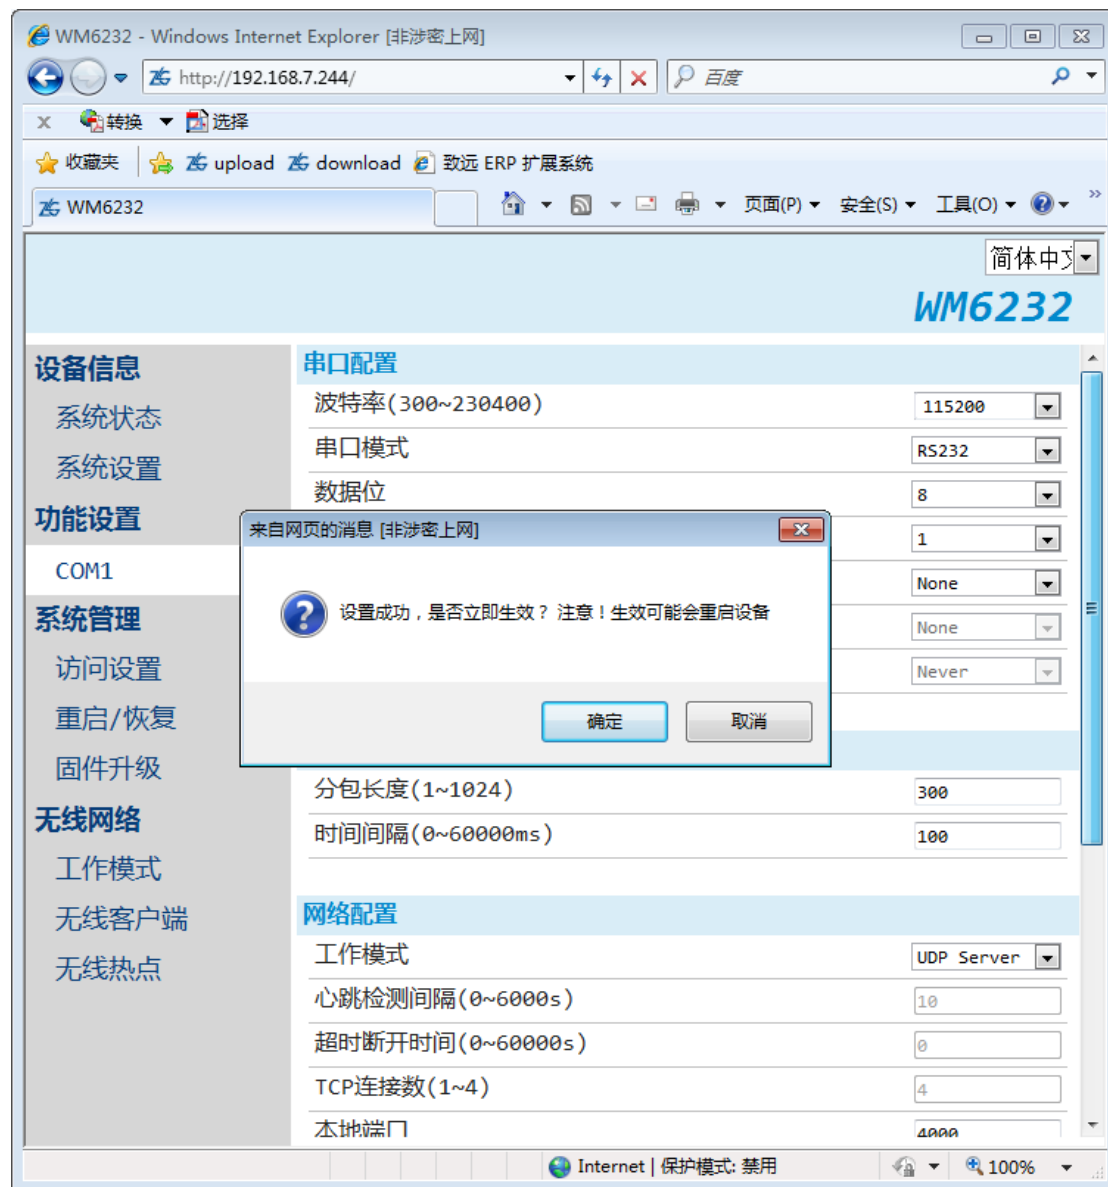 WM6232 - Windows Internet Explorer [非涉密上网]
http://192.168.7.244/
百度
x 转换 选择
收藏夹 upload download 致远 ERP 扩展系统
WM6232 页面(P) 安全(S) 工具(O) »
简体中文
WM6232
设备信息
系统状态
系统设置
功能设置
COM1
系统管理
访问设置
重启/恢复
固件升级
无线网络
工作模式
无线客户端
无线热点
串口配置
波特率(300~230400) 115200
串口模式 RS232
数据位 8
1
None
None
Never
来自网页的消息 [非涉密上网]
设置成功，是否立即生效？ 注意！生效可能会重启设备
确定 取消
分包长度(1~1024) 300
时间间隔(0~60000ms) 100
网络配置
工作模式 UDP Server
心跳检测间隔(0~6000s) 10
超时断开时间(0~60000s) 0
TCP连接数(1~4) 4
本地端口 4000
Internet | 保护模式: 禁用 100%